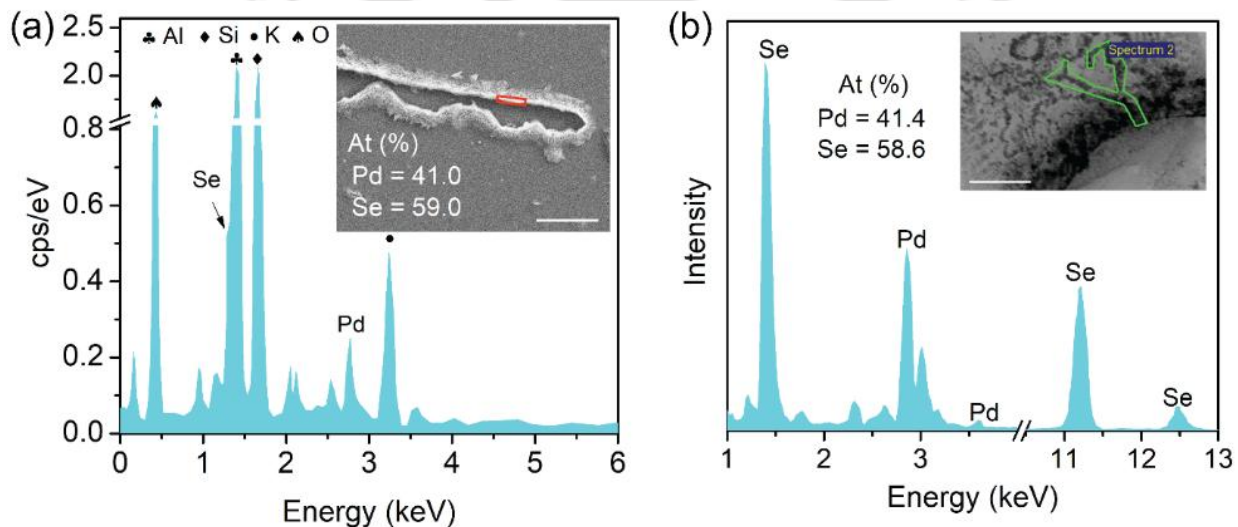 (a)
♣ Al ♦ Si ● K ♠ O
2.5
2.0
0.8
0.6
0.4
0.2
0.0
cps/eV
Se
Pd
At (%)
Pd = 41.0
Se = 59.0
0 1 2 3 4 5 6
Energy (keV)
(b)
Se
At (%)
Pd = 41.4
Se = 58.6
Spectrum 2
Pd
Se
Pd
Se
Intensity
1 2 3 11 12 13
Energy (keV)